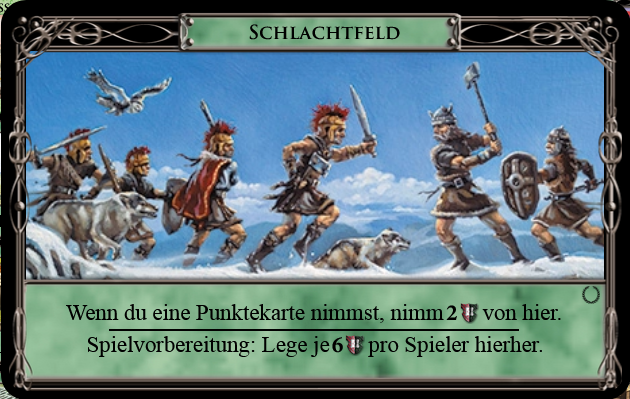 Schlachtfeld
Wenn du eine Punktekarte nimmst, nimm 2 von hier.
Spielvorbereitung: Lege je 6 pro Spieler hierher.